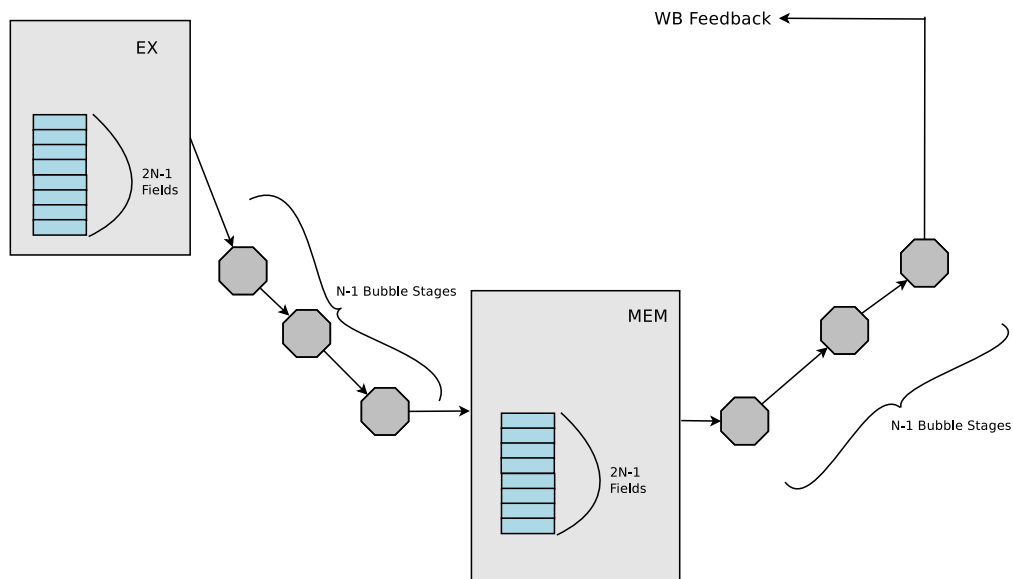 WB Feedback
EX
2N-1
Fields
N-1 Bubble Stages
MEM
N-1 Bubble Stages
2N-1
Fields